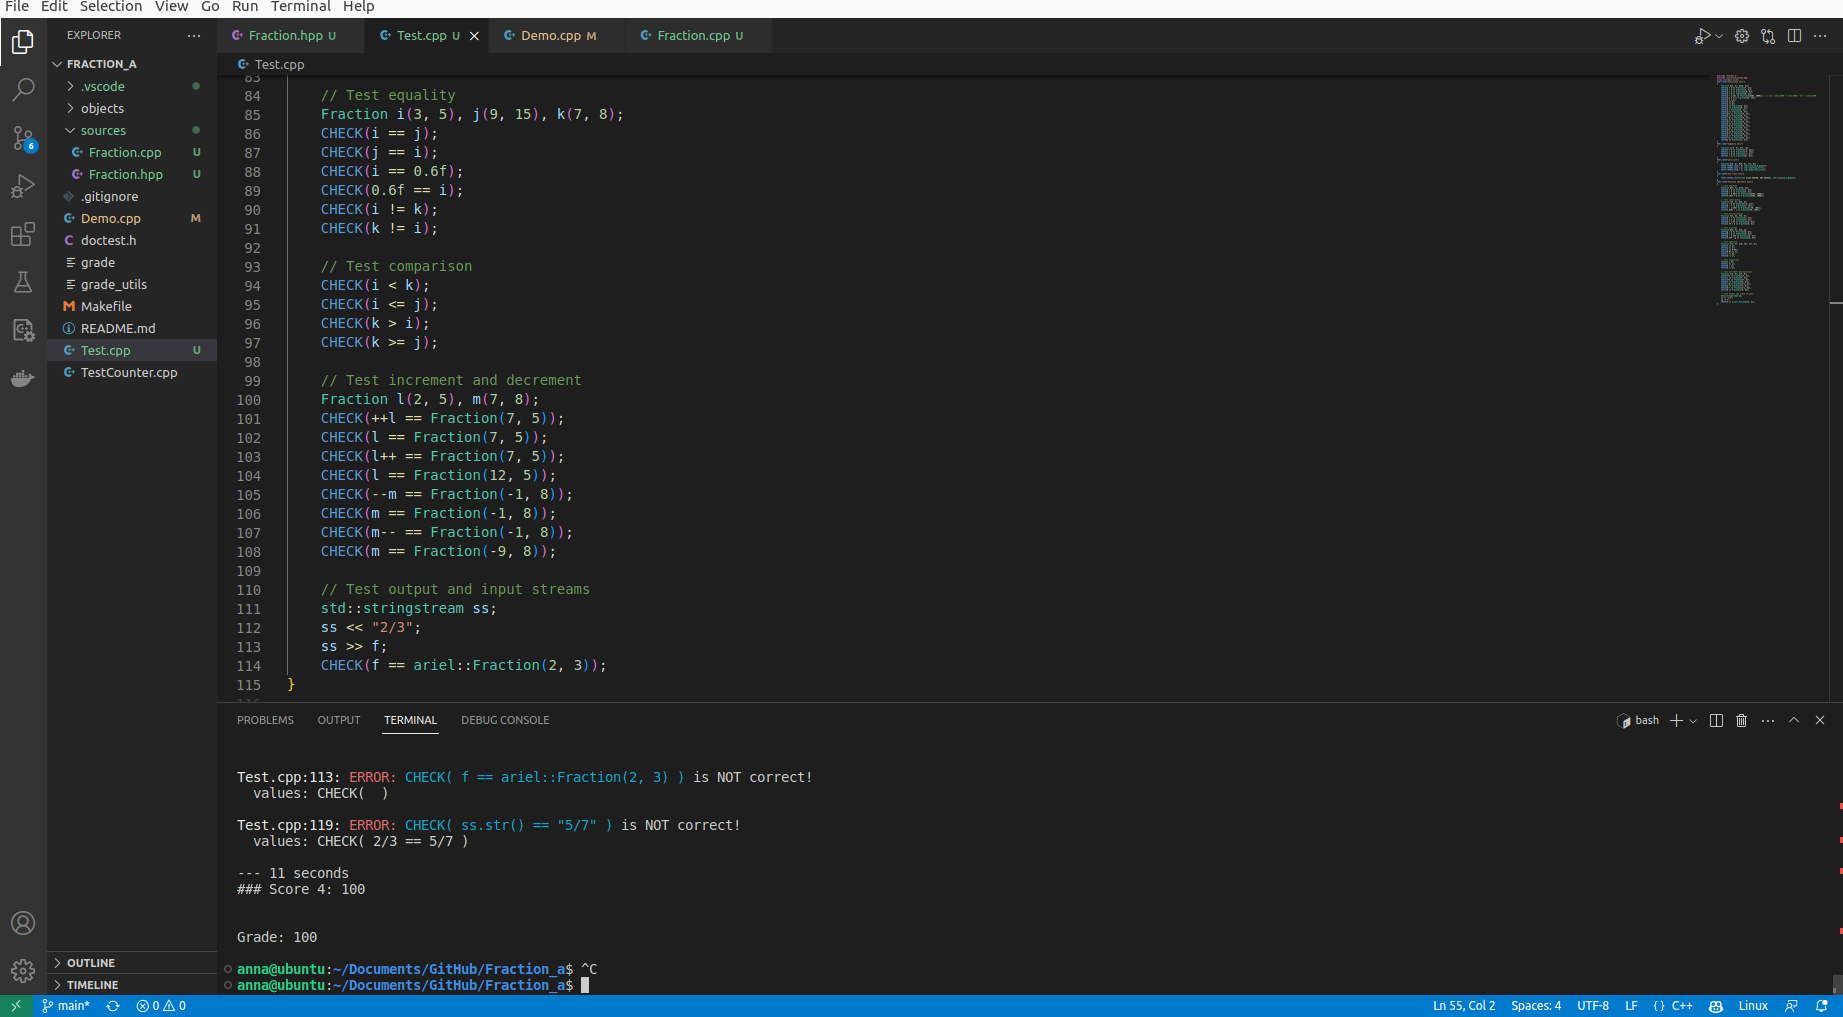 File Edit Selection View Go Run Terminal Help
EXPLORER
FRACTION_A
.vscode
objects
sources
Fraction.cpp U
Fraction.hpp U
.gitignore
Demo.cpp M
doctest.h
grade
grade_utils
Makefile
README.md
Test.cpp U
TestCounter.cpp
OUTLINE
TIMELINE
6
Fraction.hpp U Test.cpp U Demo.cpp M Fraction.cpp U
Test.cpp
83
84 // Test equality
85 Fraction i(3, 5), j(9, 15), k(7, 8);
86 CHECK(i == j);
87 CHECK(j == i);
88 CHECK(i == 0.6f);
89 CHECK(0.6f == i);
90 CHECK(i != k);
91 CHECK(k != i);
92
93 // Test comparison
94 CHECK(i < k);
95 CHECK(i <= j);
96 CHECK(k > i);
97 CHECK(k >= j);
98
99 // Test increment and decrement
100 Fraction l(2, 5), m(7, 8);
101 CHECK(++l == Fraction(7, 5));
102 CHECK(l == Fraction(7, 5));
103 CHECK(l++ == Fraction(7, 5));
104 CHECK(l == Fraction(12, 5));
105 CHECK(--m == Fraction(-1, 8));
106 CHECK(m == Fraction(-1, 8));
107 CHECK(m-- == Fraction(-1, 8));
108 CHECK(m == Fraction(-9, 8));
109
110 // Test output and input streams
111 std::stringstream ss;
112 ss << "2/3";
113 ss >> f;
114 CHECK(f == ariel::Fraction(2, 3));
115 }
PROBLEMS OUTPUT TERMINAL DEBUG CONSOLE
bash
Test.cpp:113: ERROR: CHECK( f == ariel::Fraction(2, 3) ) is NOT correct!
values: CHECK(  )
Test.cpp:119: ERROR: CHECK( ss.str() == "5/7" ) is NOT correct!
values: CHECK( 2/3 == 5/7 )
--- 11 seconds
### Score 4: 100
Grade: 100
anna@ubuntu:~/Documents/GitHub/Fraction_a$ ^C
anna@ubuntu:~/Documents/GitHub/Fraction_a$
main* 0 0 Ln 55, Col 2 Spaces: 4 UTF-8 LF {} C++ Linux